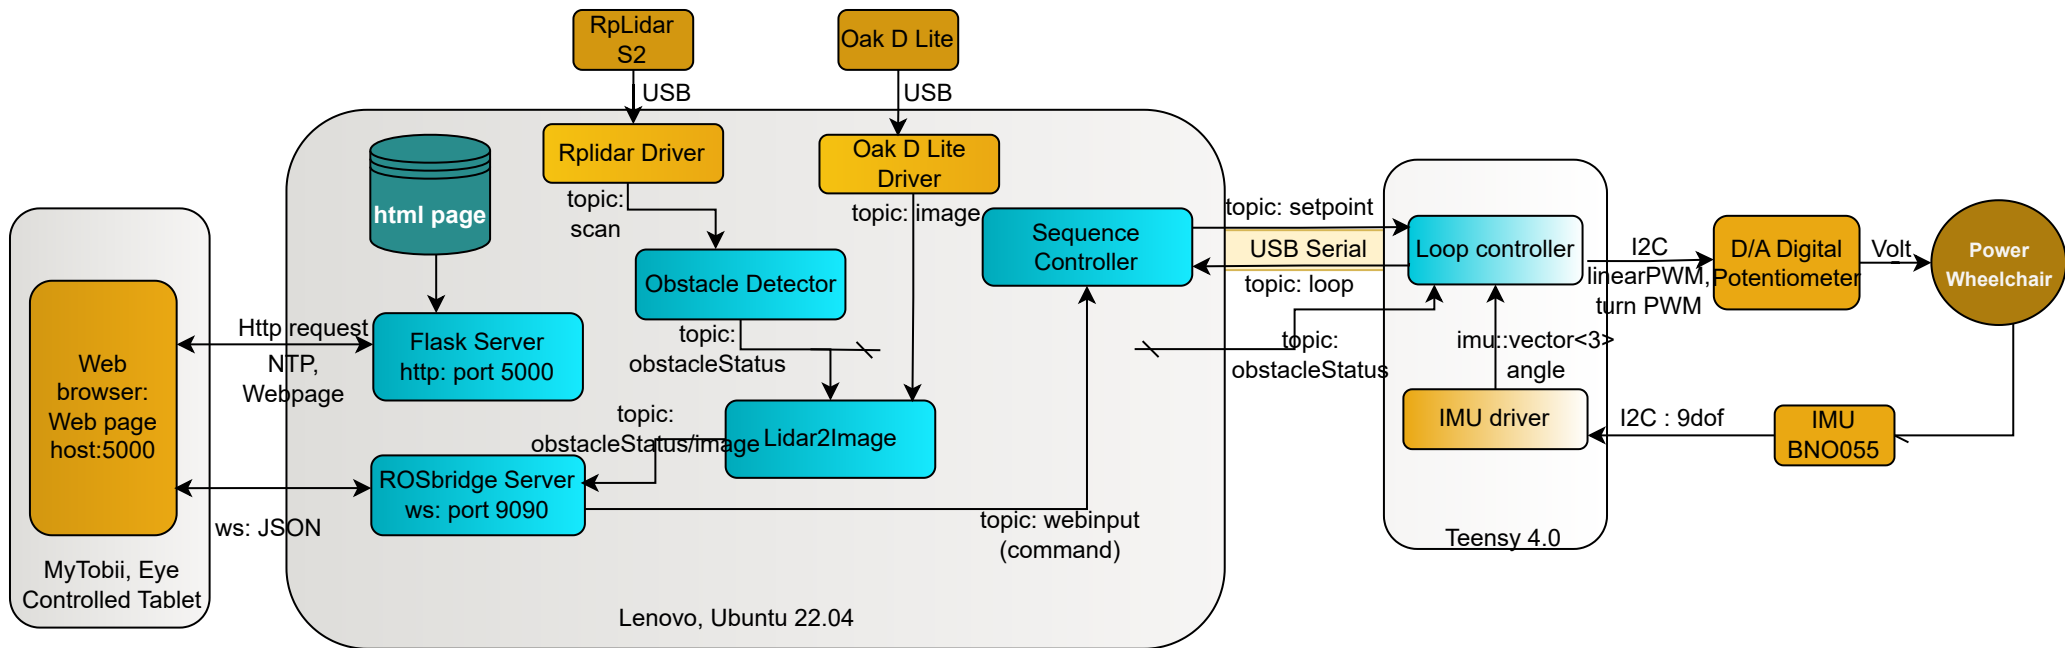 RpLidar
S2
Oak D Lite
USB
USB
Rplidar Driver
Oak D Lite
Driver
html page
topic:
scan
topic: image
Sequence
Controller
topic: setpoint
USB Serial
topic: loop
Loop controller
I2C
linearPWM,
turn PWM
D/A Digital
Potentiometer
Volt
Power
Wheelchair
Obstacle Detector
topic:
obstacleStatus
Http request
NTP,
Webpage
Flask Server
http: port 5000
Web
browser:
Web page
host:5000
topic:
obstacleStatus
imu::vector<3>
angle
IMU driver
I2C : 9dof
IMU
BNO055
topic:
obstacleStatus/image
Lidar2Image
ROSbridge Server
ws: port 9090
ws: JSON
topic: webinput
(command)
Teensy 4.0
MyTobii, Eye
Controlled Tablet
Lenovo, Ubuntu 22.04